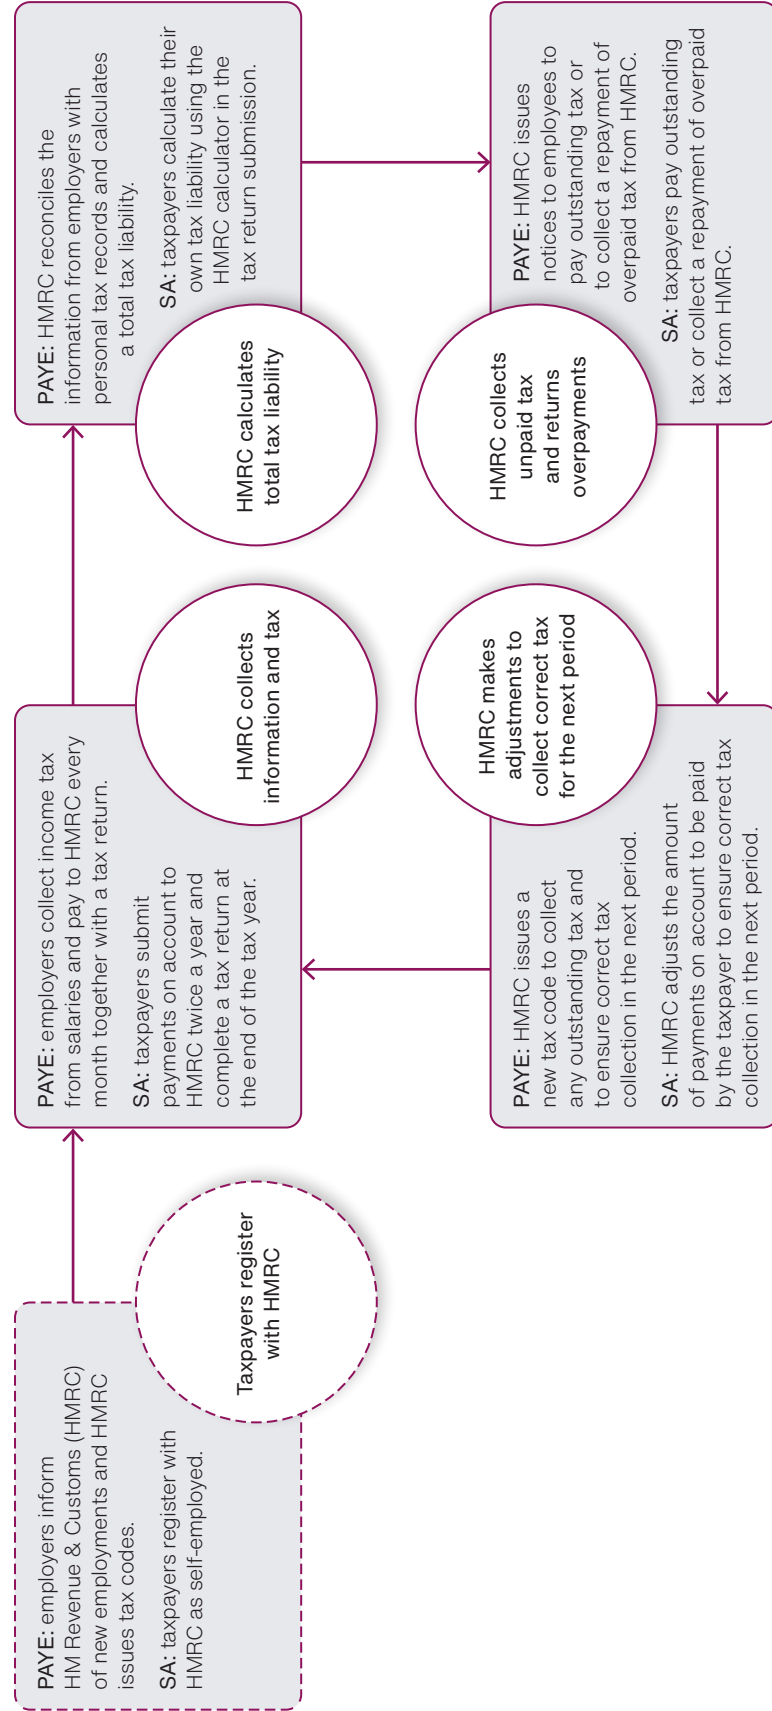 PAYE: employers inform
HM Revenue & Customs (HMRC)
of new employments and HMRC
issues tax codes.
SA: taxpayers register with
HMRC as self-employed.
Taxpayers register
with HMRC
PAYE: employers collect income tax
from salaries and pay to HMRC every
month together with a tax return.
SA: taxpayers submit
payments on account to
HMRC twice a year and
complete a tax return at
the end of the tax year.
HMRC collects
information and tax
PAYE: HMRC reconciles the
information from employers with
personal tax records and calculates
a total tax liability.
SA: taxpayers calculate their
own tax liability using the
HMRC calculator in the
tax return submission.
HMRC calculates
total tax liability
PAYE: HMRC issues
notices to employees to
pay outstanding tax or
to collect a repayment of
overpaid tax from HMRC.
SA: taxpayers pay outstanding
tax or collect a repayment of overpaid
tax from HMRC.
HMRC collects
unpaid tax
and returns
overpayments
PAYE: HMRC issues a
new tax code to collect
any outstanding tax and
to ensure correct tax
collection in the next period.
SA: HMRC adjusts the amount
of payments on account to be paid
by the taxpayer to ensure correct tax
collection in the next period.
HMRC makes
adjustments to
collect correct tax
for the next period